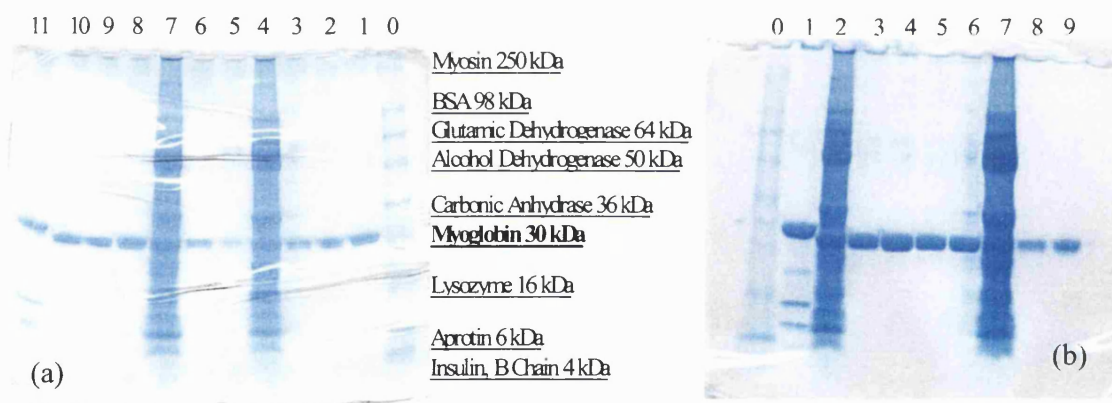 11 10 9 8 7 6 5 4 3 2 1 0
Myosin 250 kDa
BSA 98 kDa
Glutamic Dehydrogenase 64 kDa
Alcohol Dehydrogenase 50 kDa
Carbonic Anhydrase 36 kDa
Myoglobin 30 kDa
Lysozyme 16 kDa
Aprotin 6 kDa
Insulin, B Chain 4 kDa
(a)
0 1 2 3 4 5 6 7 8 9
(b)